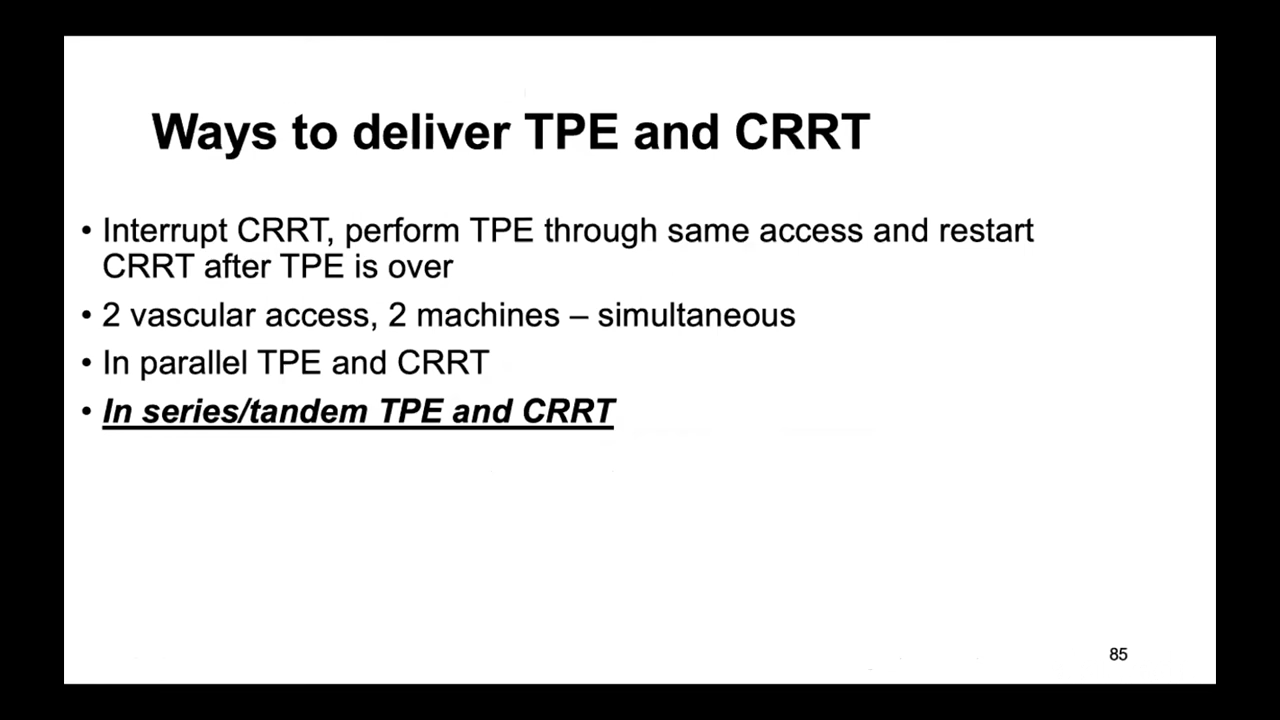 Ways to deliver TPE and CRRT
• Interrupt CRRT, perform TPE through same access and restart
CRRT after TPE is over
• 2 vascular access, 2 machines – simultaneous
• In parallel TPE and CRRT
• In series/tandem TPE and CRRT
85